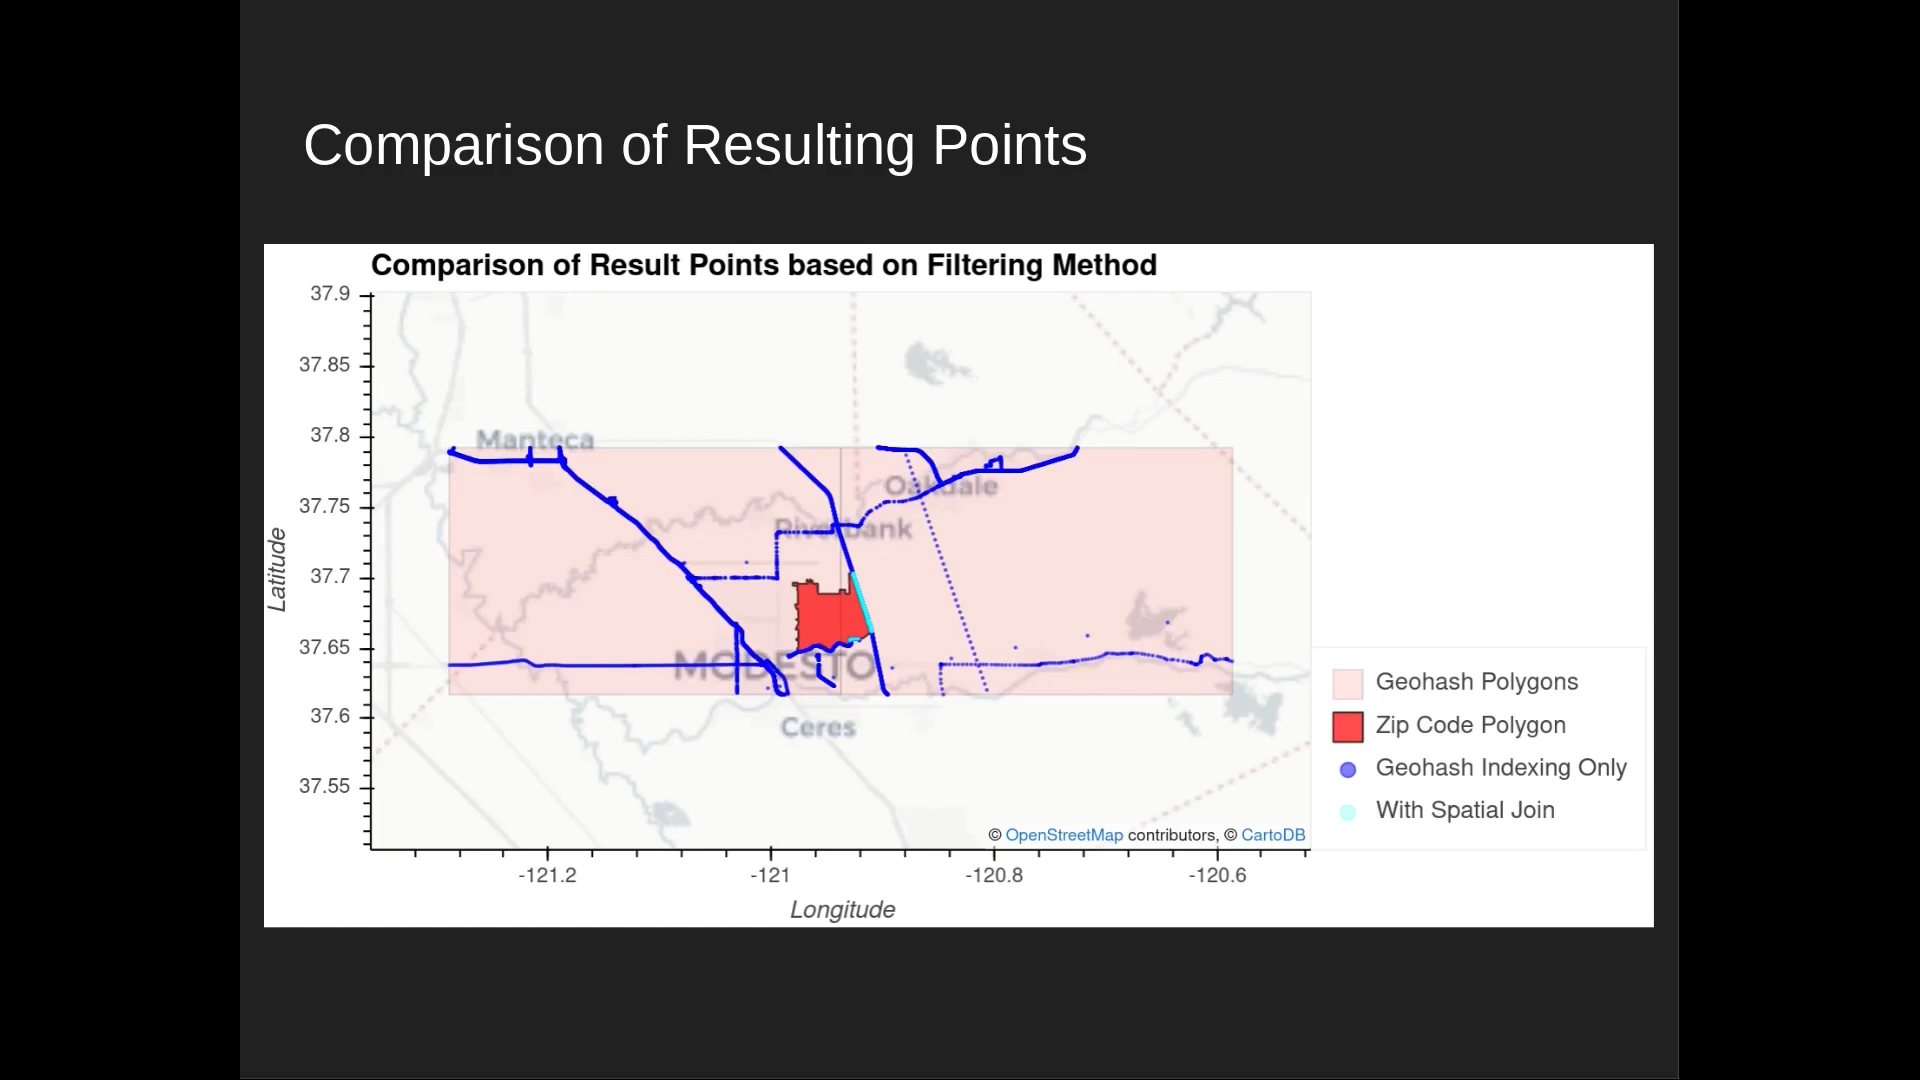 Comparison of Resulting Points
Comparison of Result Points based on Filtering Method
37.9
37.85
37.8
37.75
37.7
37.65
37.6
37.55
Latitude
Manteca
Oakdale
Riverbank
MODESTO
Ceres
Geohash Polygons
Zip Code Polygon
Geohash Indexing Only
With Spatial Join
© OpenStreetMap contributors, © CartoDB
-121.2
-121
-120.8
-120.6
Longitude